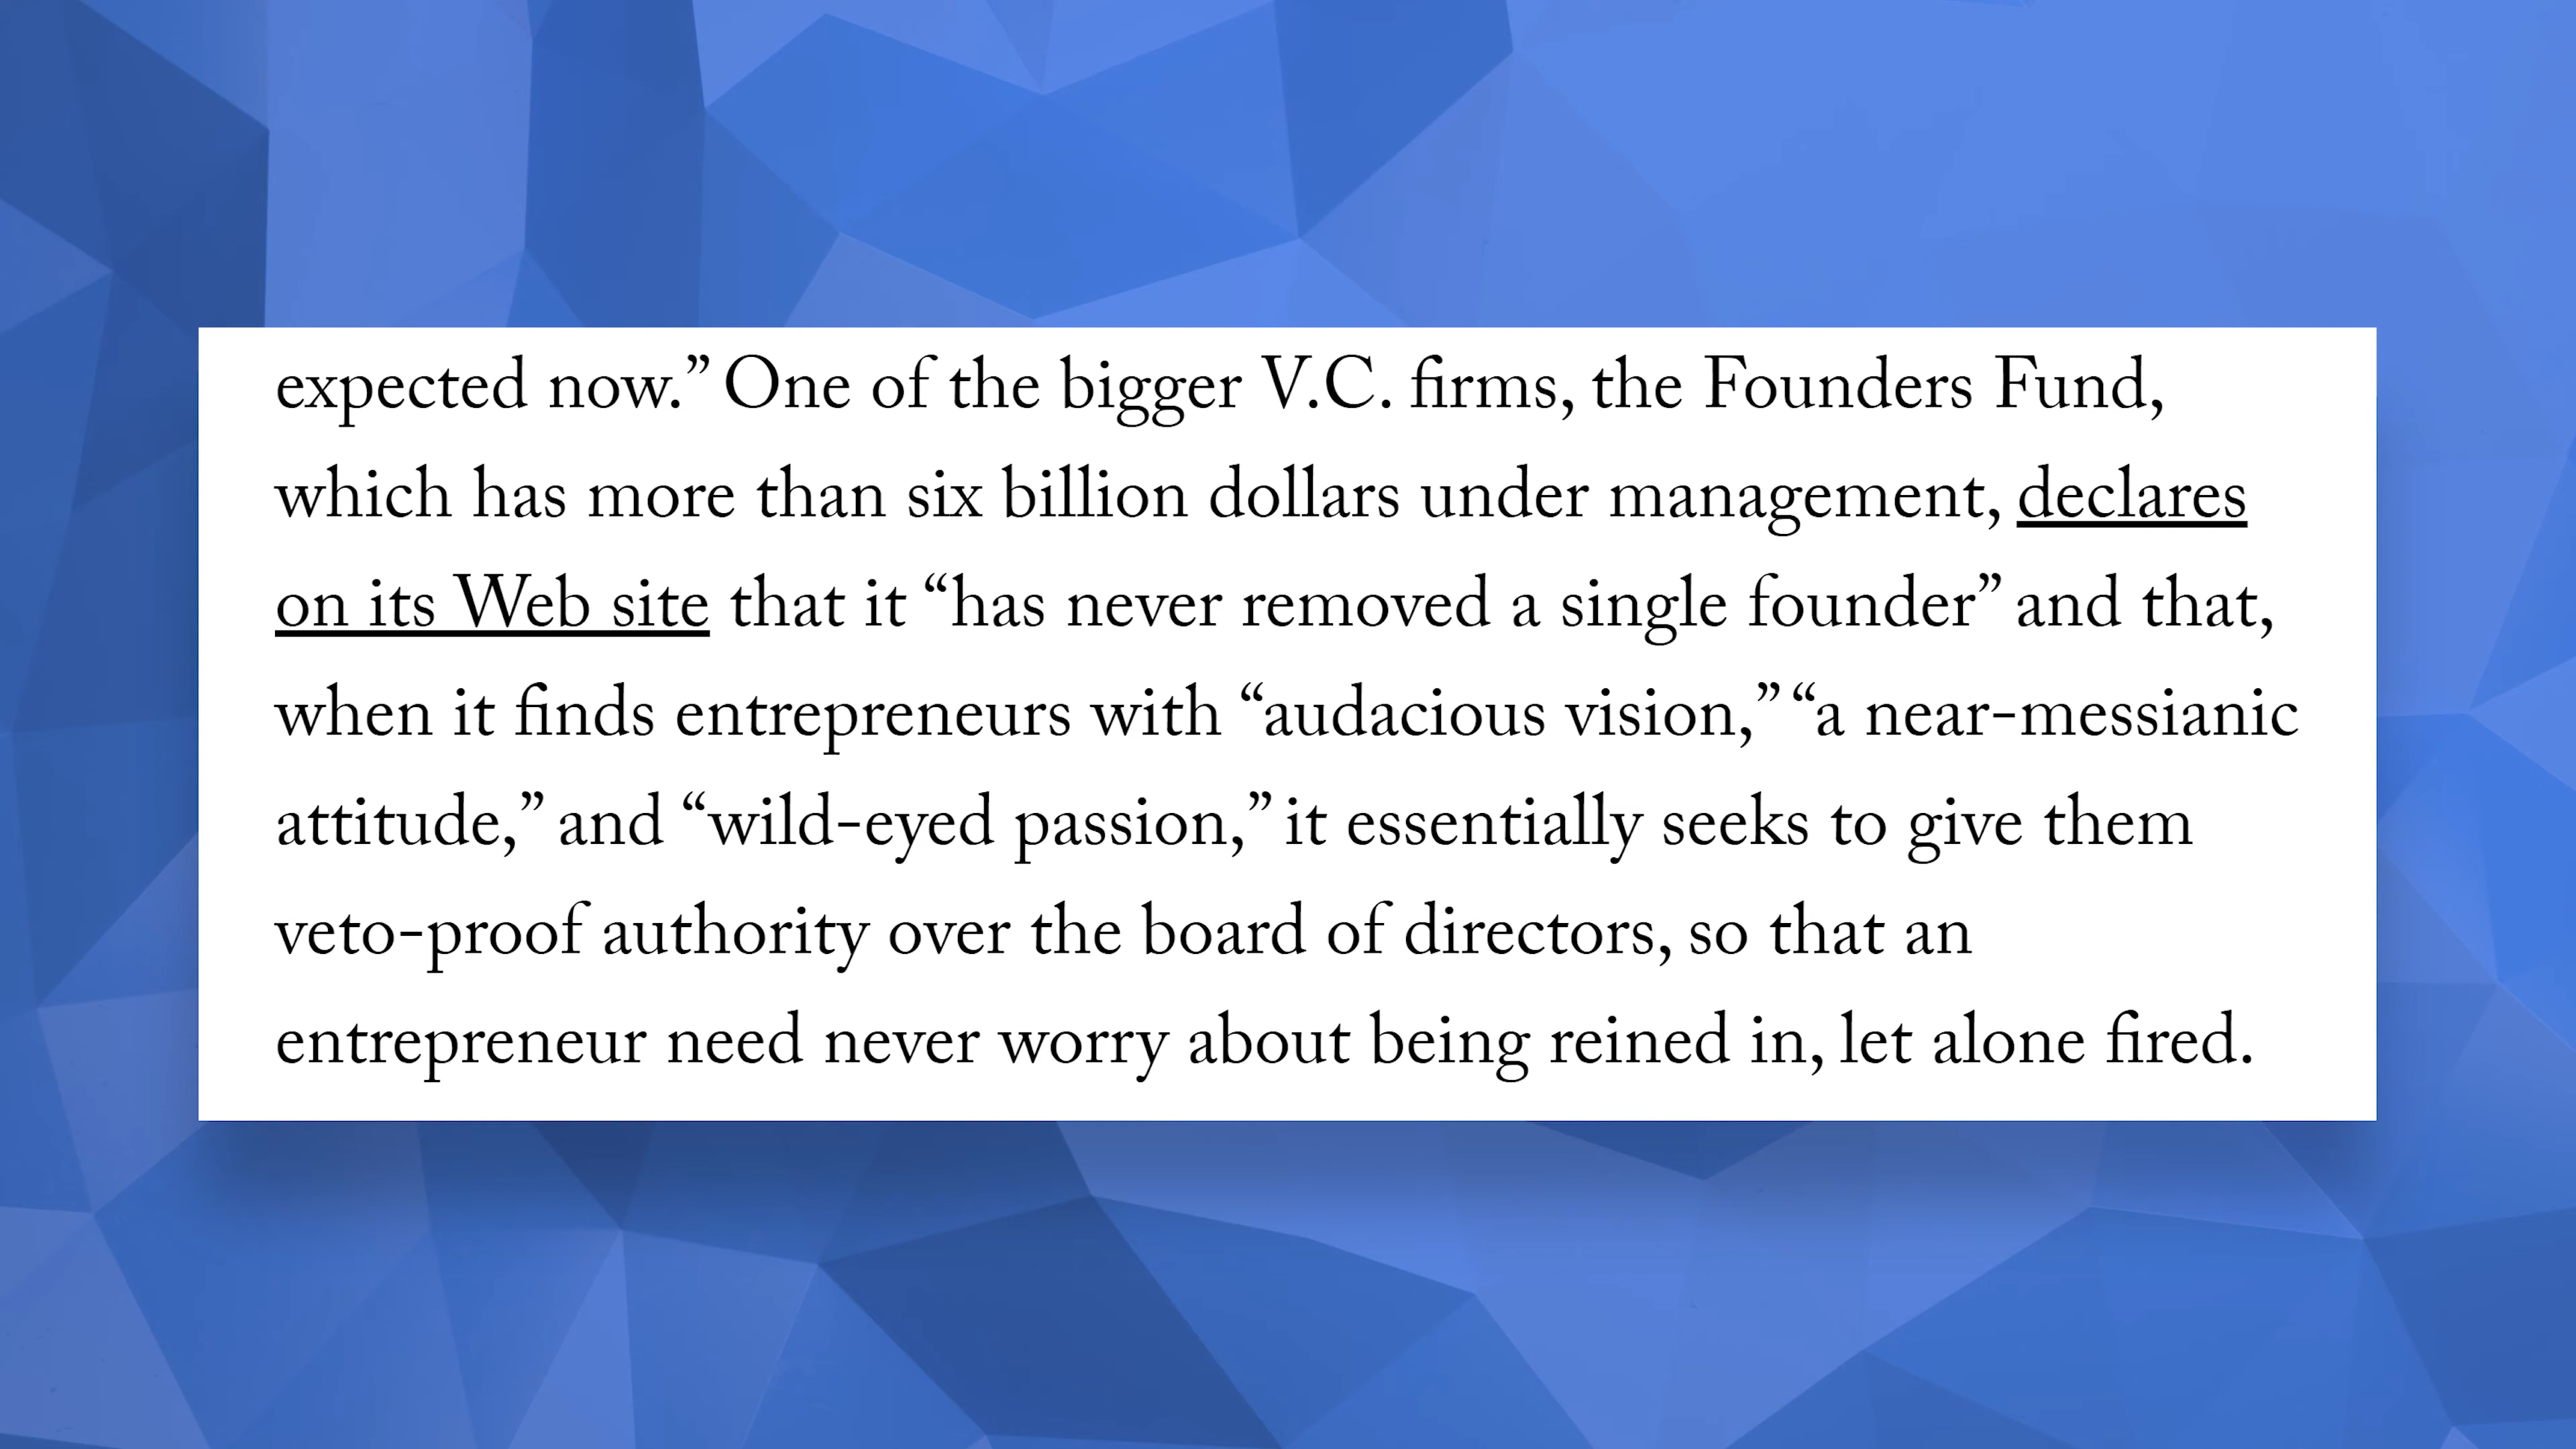 expected now.” One of the bigger V.C. firms, the Founders Fund,
which has more than six billion dollars under management, declares
on its Web site that it “has never removed a single founder” and that,
when it finds entrepreneurs with “audacious vision,” “a near-messianic
attitude,” and “wild-eyed passion,” it essentially seeks to give them
veto-proof authority over the board of directors, so that an
entrepreneur need never worry about being reined in, let alone fired.